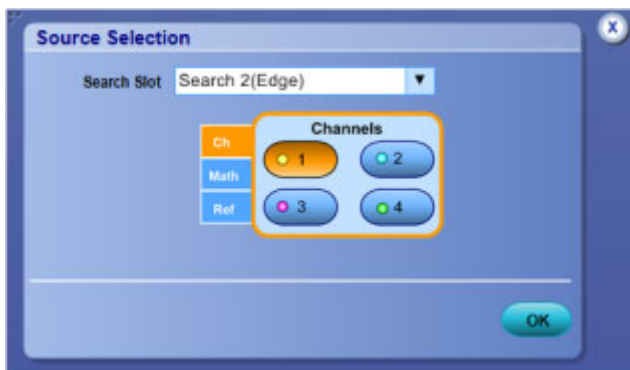 Source Selection
X
Search Slot Search 2(Edge)
Channels
Ch
1 2
Math
Ref
3 4
OK